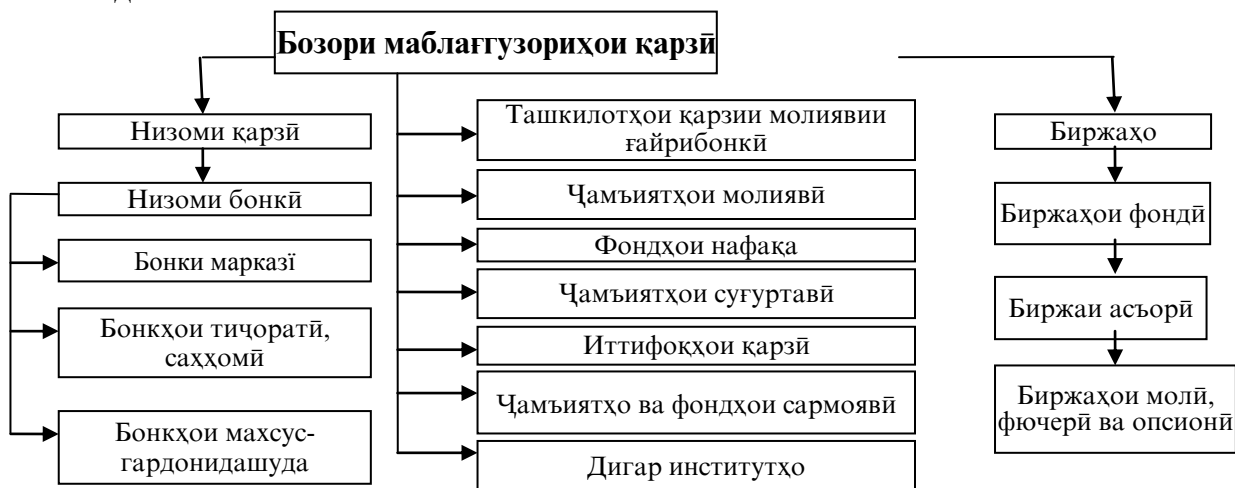 Бозори маблағгузориҳои қарзӣ
Низоми қарзӣ
Низоми бонкӣ
Бонки марказӣ
Бонкҳои тиҷоратӣ,
саҳҳомӣ
Бонкҳои махсус-
гардонидашуда
Ташкилотҳои қарзии молиявии
ғайрибонкӣ
Ҷамъиятҳои молиявӣ
Фондҳои нафақа
Ҷамъиятҳои суғуртавӣ
Иттифоқҳои қарзӣ
Ҷамъиятҳо ва фондҳои сармоявӣ
Дигар институтҳо
Биржаҳо
Биржаҳои фондӣ
Биржаи асъорӣ
Биржаҳои молӣ,
фючерӣ ва опсионӣ